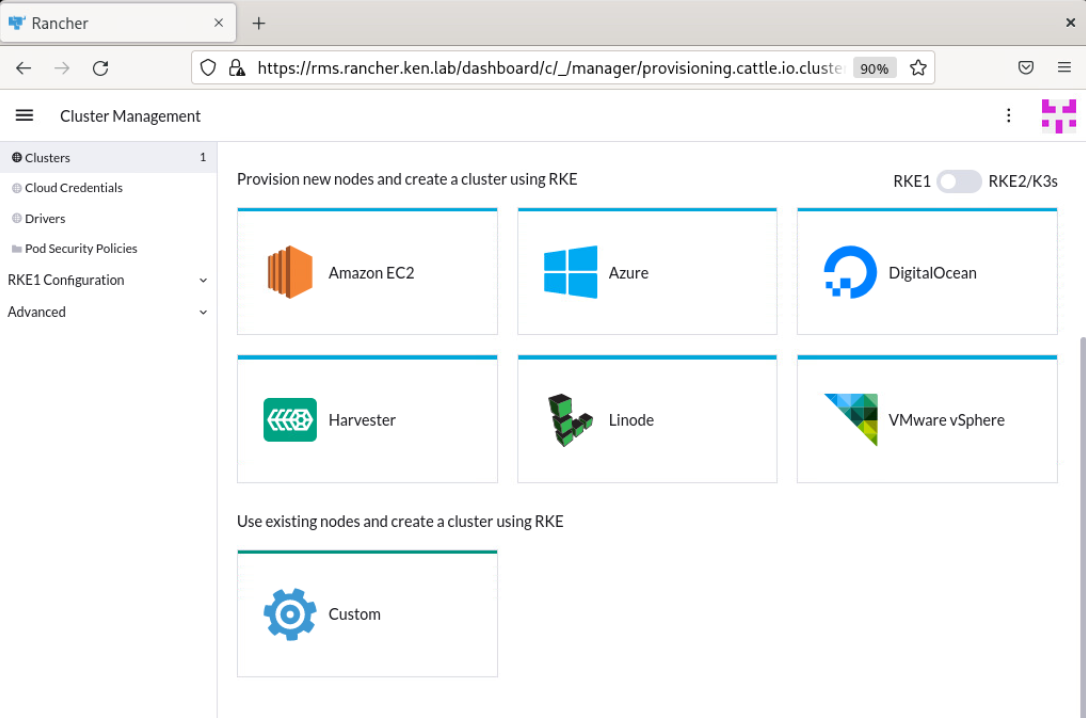 Rancher
https://rms.rancher.ken.lab/dashboard/c/_/manager/provisioning.cattle.io.cluste
90%
Cluster Management
Clusters 1
Cloud Credentials
Drivers
Pod Security Policies
RKE1 Configuration
Advanced
Provision new nodes and create a cluster using RKE
RKE1 RKE2/K3s
Amazon EC2
Azure
DigitalOcean
Harvester
Linode
VMware vSphere
Use existing nodes and create a cluster using RKE
Custom